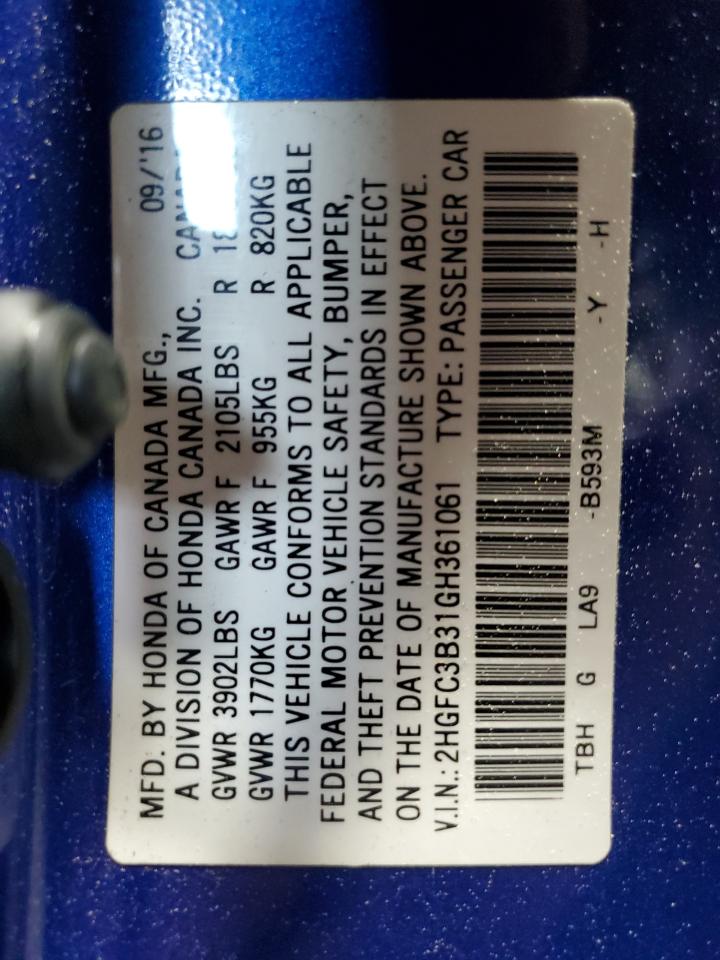 MFD. BY HONDA OF CANADA MFG., 09/'16
A DIVISION OF HONDA CANADA INC.
GVWR 3902LBS GAWR F 2105LBS R
GVWR 1770KG GAWR F 955KG R 820KG
THIS VEHICLE CONFORMS TO ALL APPLICABLE
FEDERAL MOTOR VEHICLE SAFETY, BUMPER,
AND THEFT PREVENTION STANDARDS IN EFFECT
ON THE DATE OF MANUFACTURE SHOWN ABOVE.
V.I.N.: 2HGFC3B31GH361061 TYPE: PASSENGER CAR
TBH G LA9 -B593M -Y -H